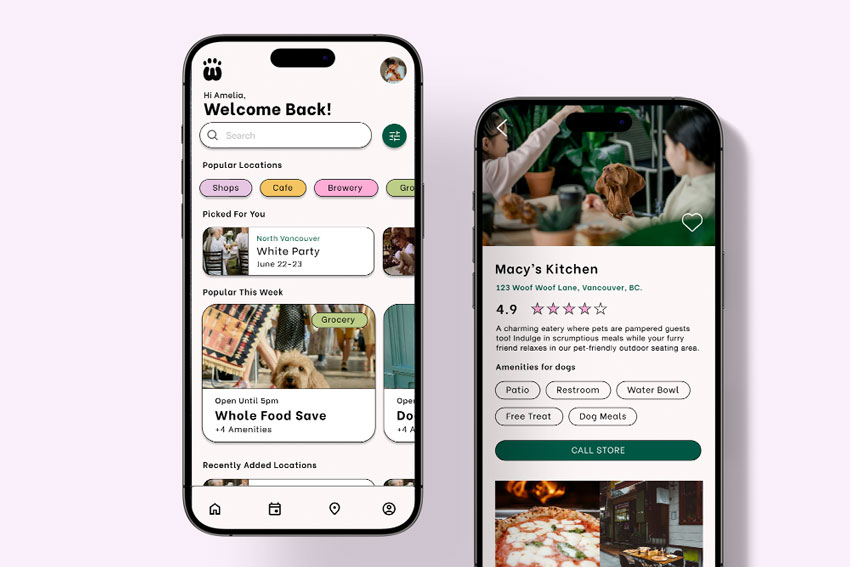 Hi Amelia,
Welcome Back!
Search
Popular Locations
Shops
Cafe
Brewery
Gro
Picked For You
North Vancouver
White Party
June 22-23
Popular This Week
Grocery
Open Until 5pm
Whole Food Save
+4 Amenities
Ope
Do
+4 A
Recently Added Locations
Macy's Kitchen
123 Woof Woof Lane, Vancouver, BC.
4.9
A charming eatery where pets are pampered guests
too! Indulge in scrumptious meals while your furry
friend relaxes in our pet-friendly outdoor seating area.
Amenities for dogs
Patio
Restroom
Water Bowl
Free Treat
Dog Meals
CALL STORE